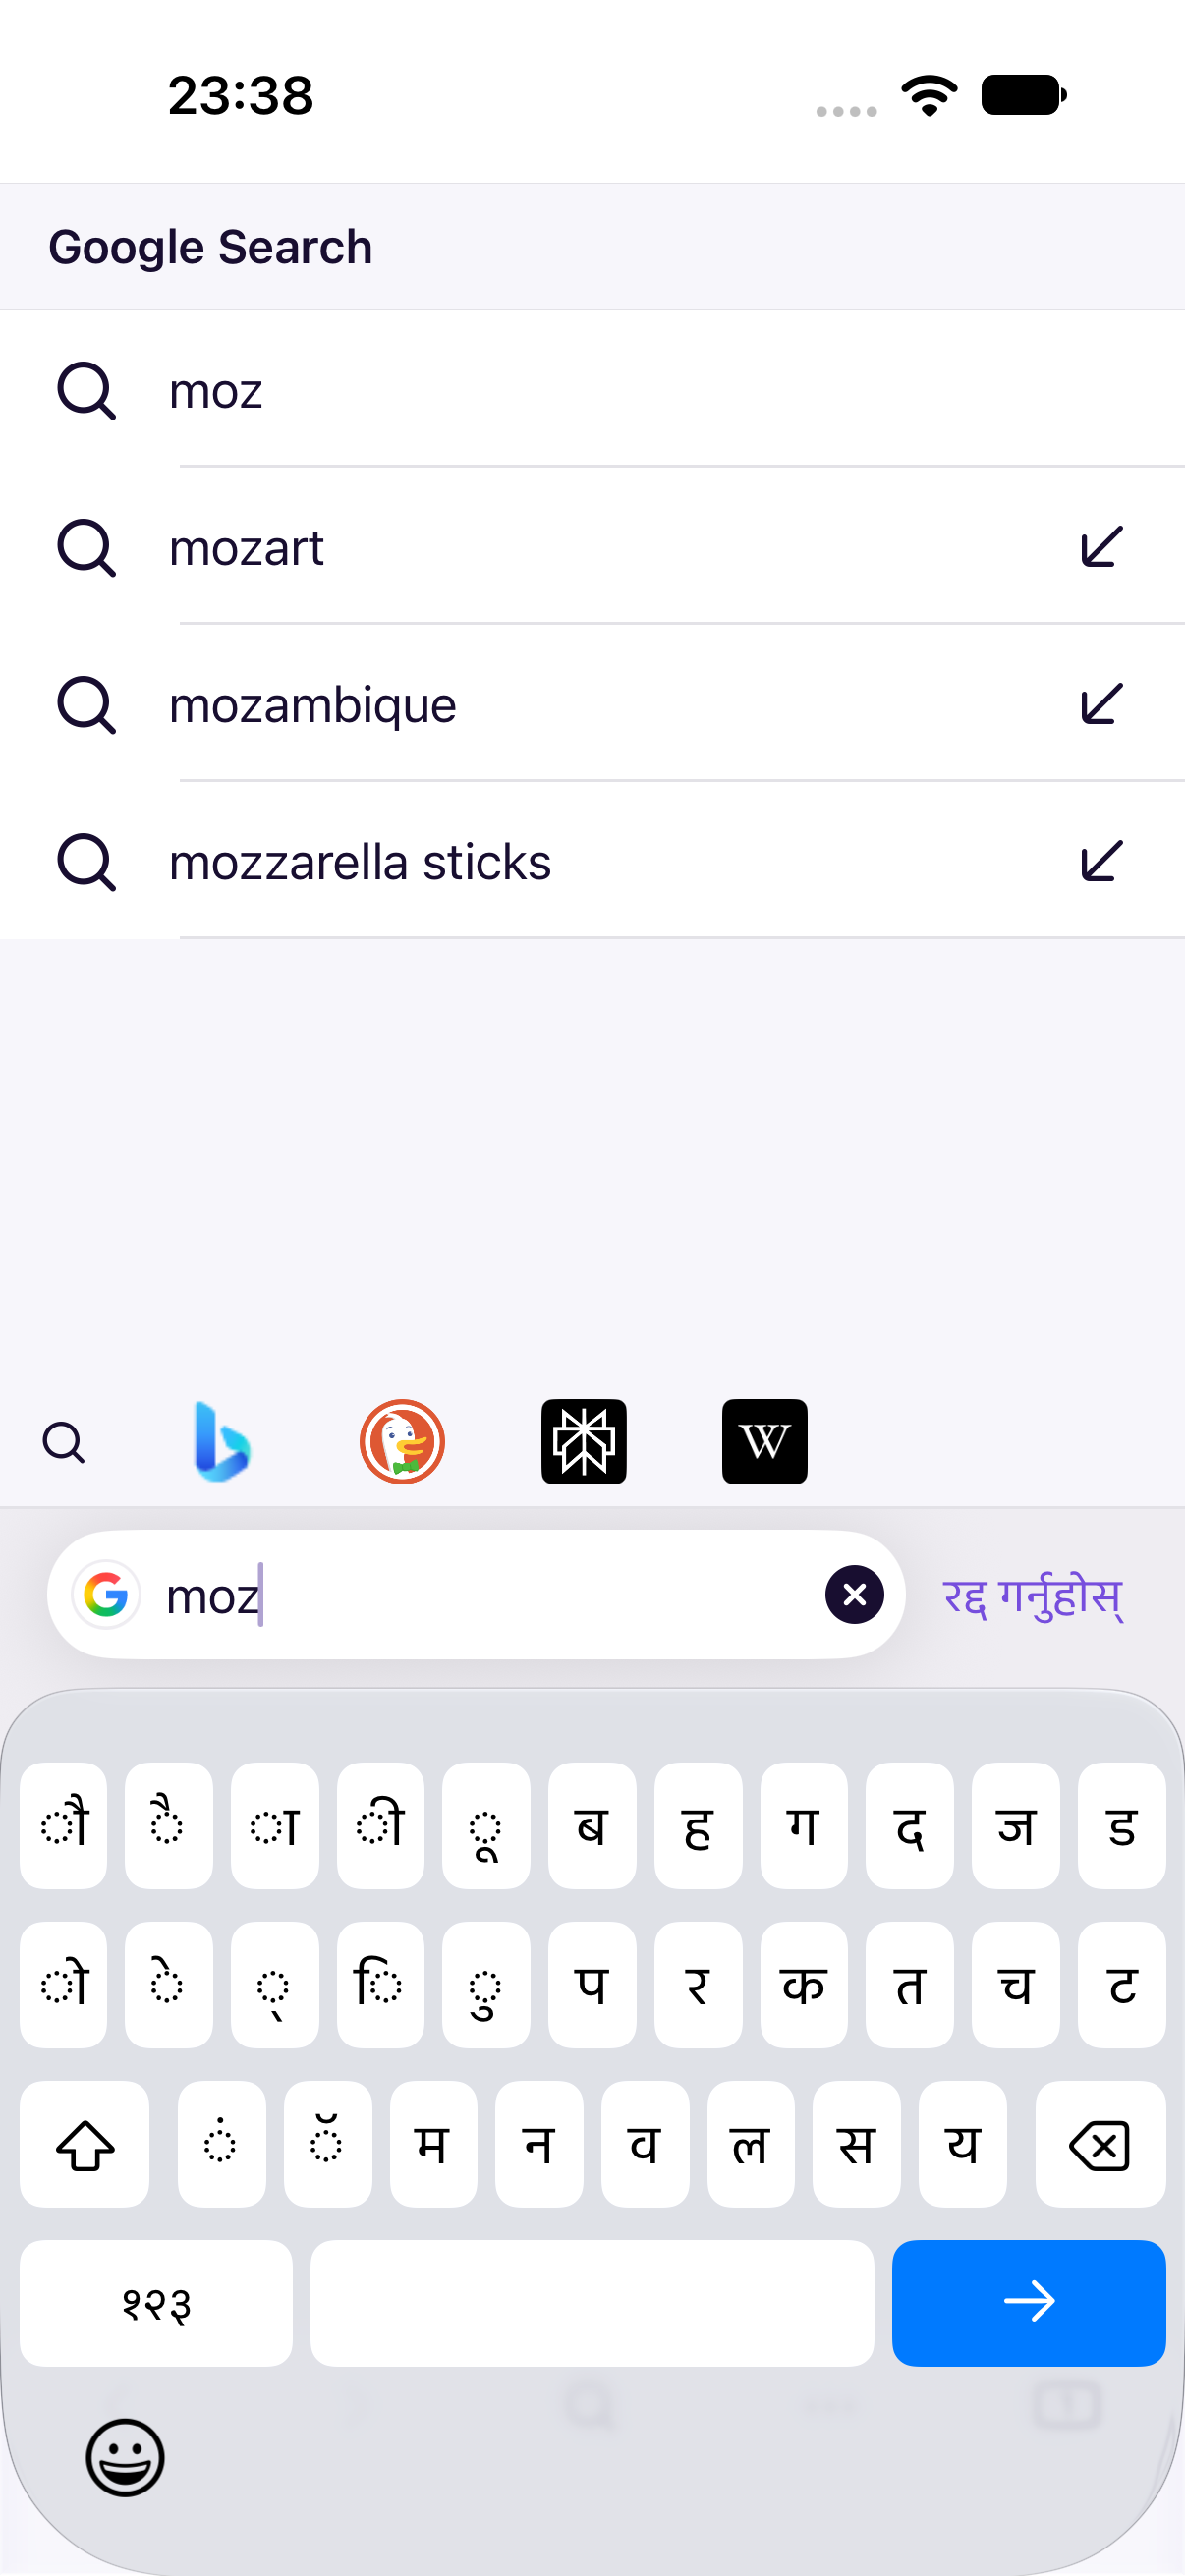 23:38
Google Search
moz
mozart
mozambique
mozzarella sticks
W
moz
रद्द गर्नुहोस्
ौ ै ा ी ू ब ह ग द ज ड
ो े ् ि ु प र क त च ट
ं ॅ म न व ल स य
१२३